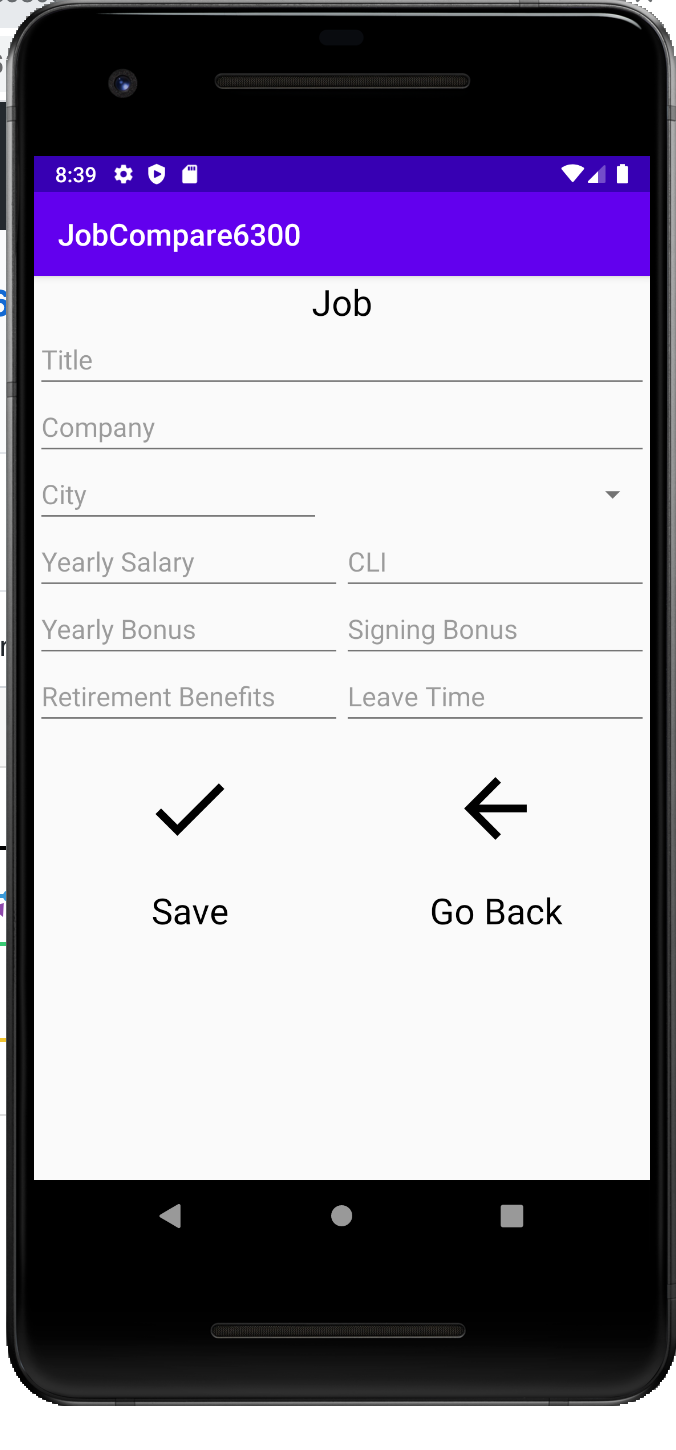 8:39
JobCompare6300
Job
Title
Company
City
Yearly Salary CLI
Yearly Bonus Signing Bonus
Retirement Benefits Leave Time
Save Go Back